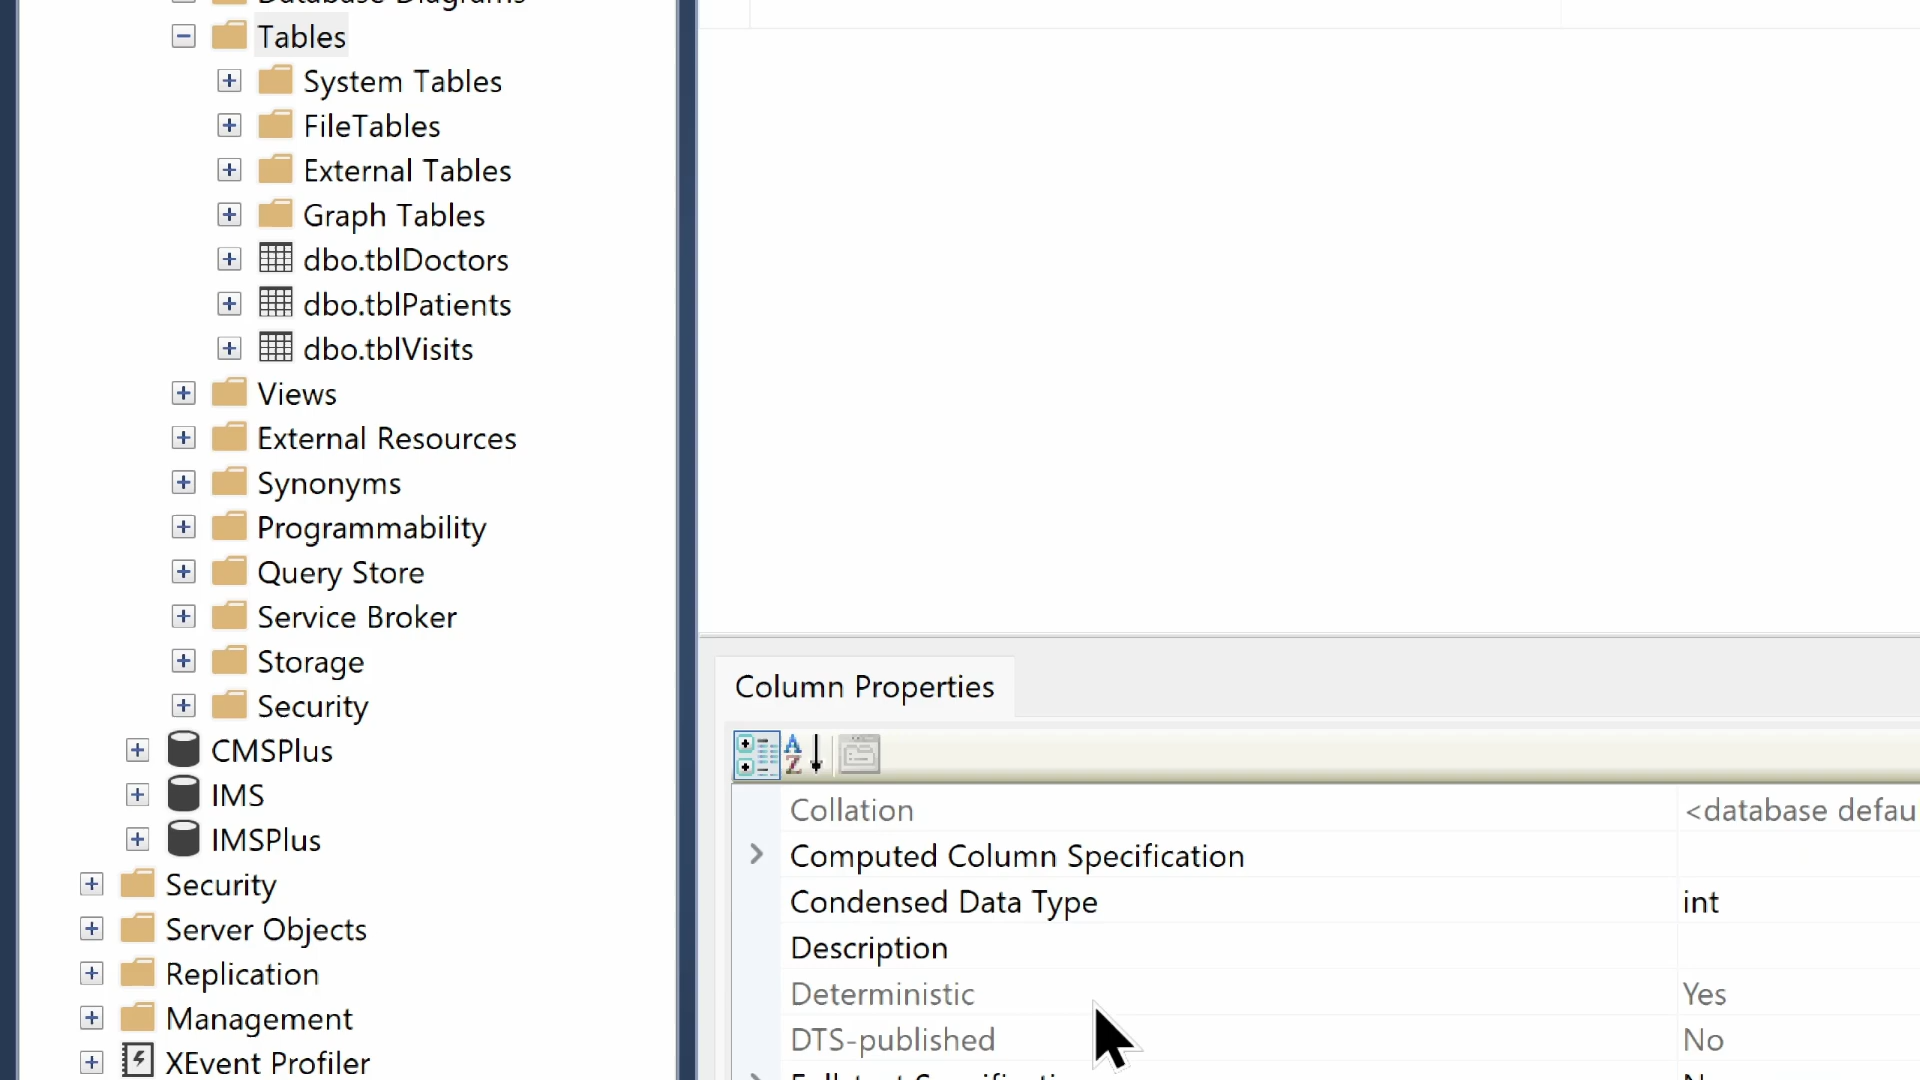 Database Diagrams
Tables
System Tables
FileTables
External Tables
Graph Tables
dbo.tblDoctors
dbo.tblPatients
dbo.tblVisits
Views
External Resources
Synonyms
Programmability
Query Store
Service Broker
Storage
Security
CMSPlus
IMS
IMSPlus
Security
Server Objects
Replication
Management
XEvent Profiler
Column Properties
Collation <database defau
Computed Column Specification
Condensed Data Type int
Description
Deterministic Yes
DTS-published No